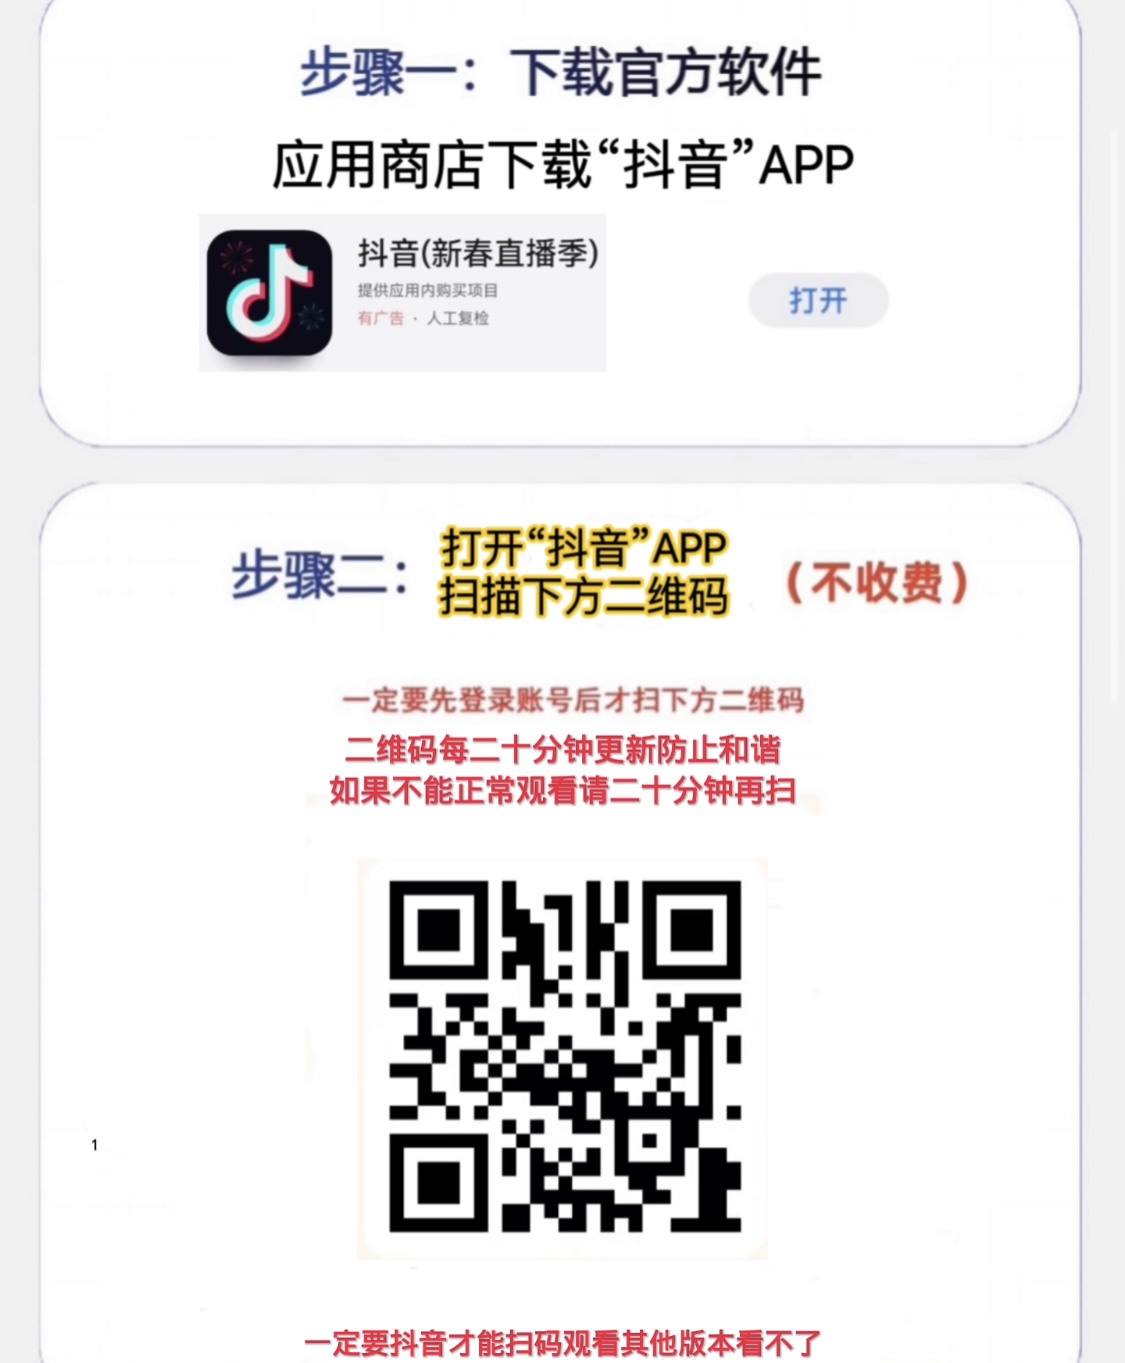 步骤一：下载官方软件
应用商店下载“抖音”APP
抖音(新春直播季)
提供应用内购买项目
有广告 · 人工复检
打开
步骤二：
打开“抖音”APP
扫描下方二维码
（不收费）
一定要先登录账号后才扫下方二维码
二维码每二十分钟更新防止和谐
如果不能正常观看请二十分钟再扫
1
一定要抖音才能扫码观看其他版本看不了